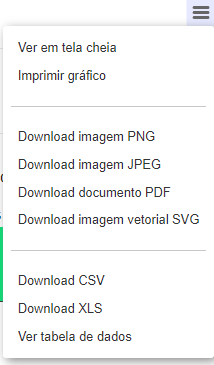 Ver em tela cheia
Imprimir gráfico
Download imagem PNG
Download imagem JPEG
Download documento PDF
Download imagem vetorial SVG
Download CSV
Download XLS
Ver tabela de dados